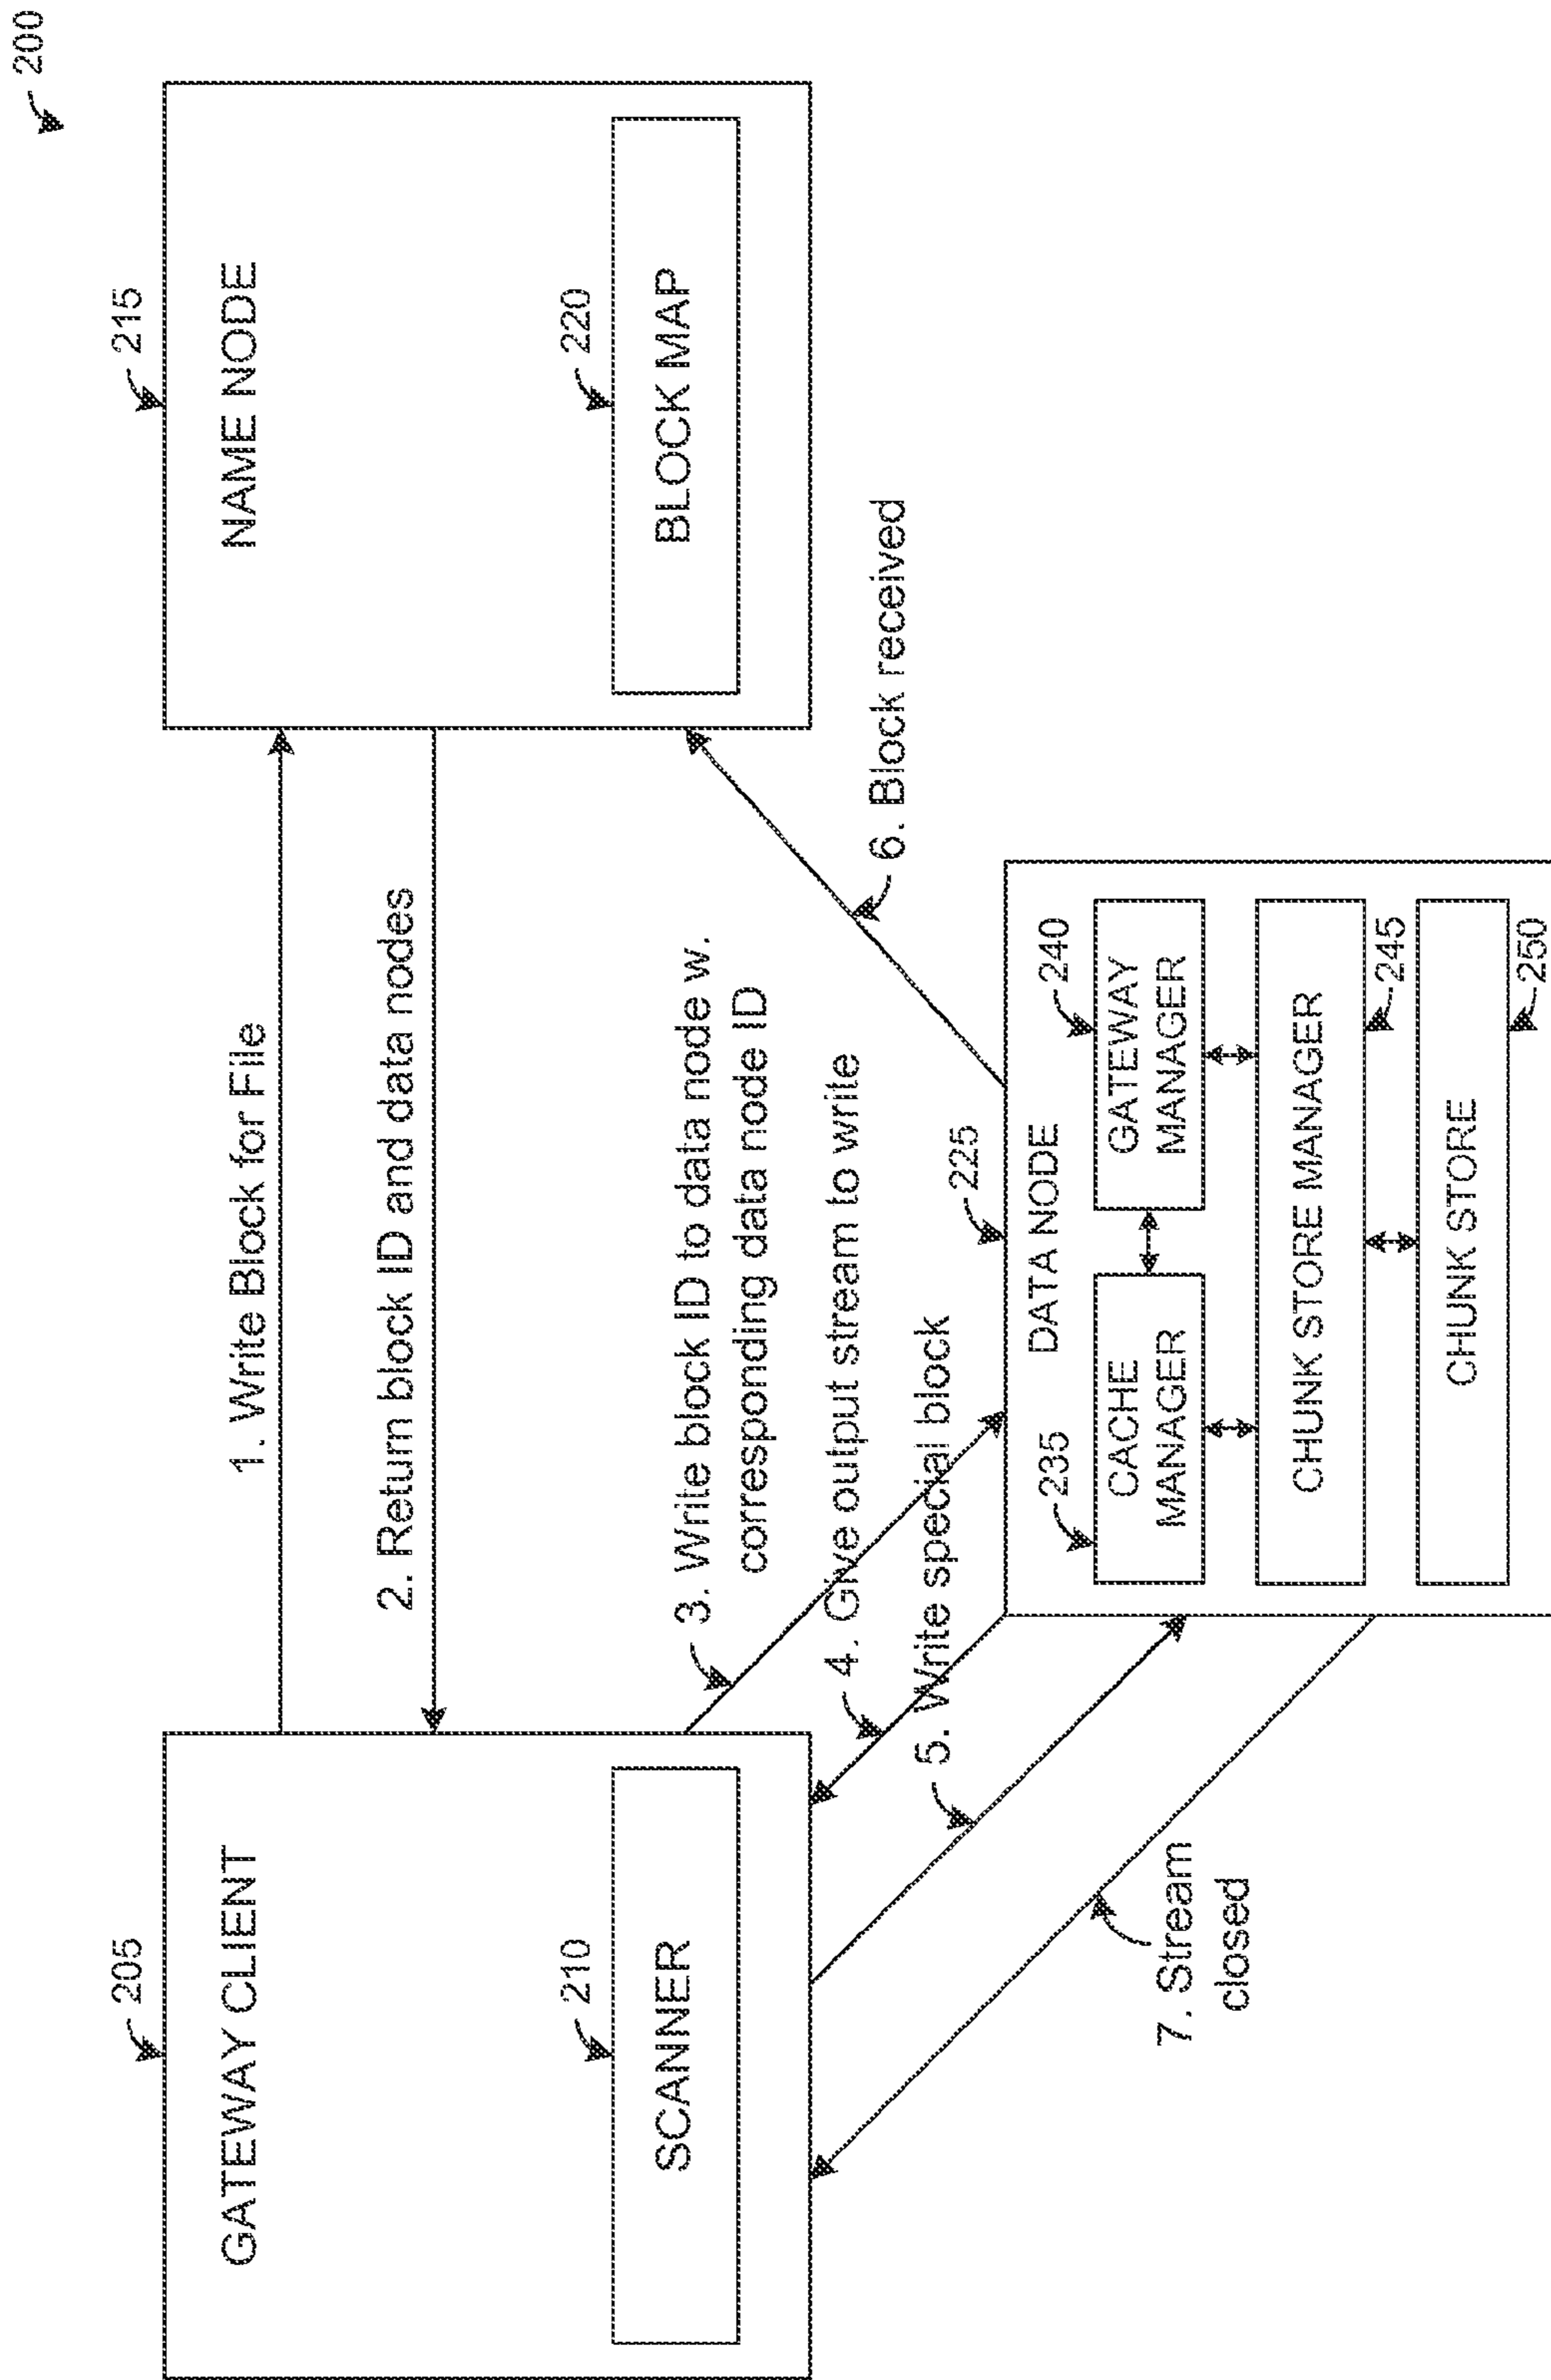 200
205
GATEWAY CLIENT
210
SCANNER
215
NAME NODE
220
BLOCK MAP
1. Write Block for File
2. Return block ID and data nodes
3. Write block ID to data node w.
corresponding data node ID
4. Give output stream to write
5. Write special block
6. Block received
7. Stream
closed
225
DATA NODE
235
CACHE
MANAGER
240
GATEWAY
MANAGER
CHUNK STORE MANAGER
245
CHUNK STORE
250